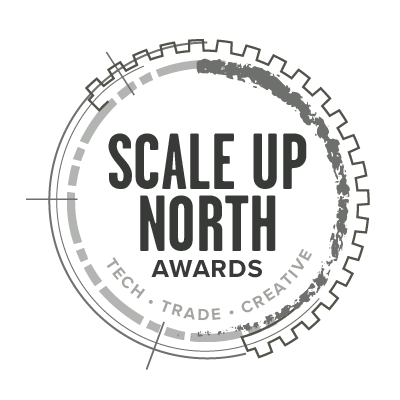 SCALE UP
NORTH
AWARDS
TECH • TRADE • CREATIVE